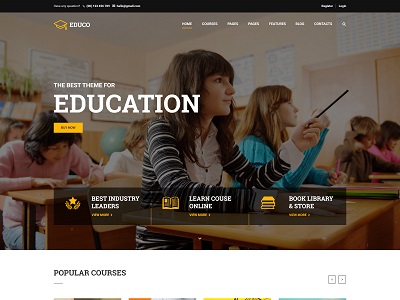 Have any question?
(00) 123 456 789
hello@gmail.com
Register
Login
EDUCO
HOME
COURSES
PAGES
PAGES
FEATURES
BLOG
CONTACTS
THE BEST THEME FOR
EDUCATION
BUY NOW
BEST INDUSTRY
LEADERS
VIEW MORE
LEARN COUSE
ONLINE
VIEW MORE
BOOK LIBRARY
& STORE
VIEW MORE
POPULAR COURSES